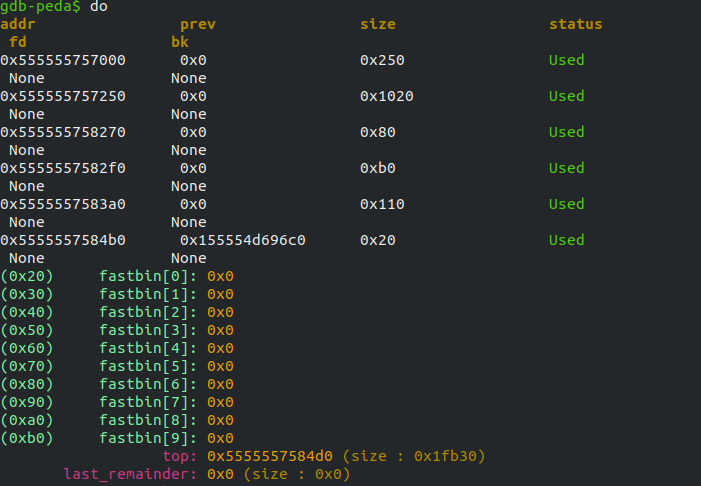 gdb-peda$ do
addr prev size status
fd bk
0x555555757000 0x0 0x250 Used
None None
0x555555757250 0x0 0x1020 Used
None None
0x555555758270 0x0 0x80 Used
None None
0x5555557582f0 0x0 0xb0 Used
None None
0x5555557583a0 0x0 0x110 Used
None None
0x5555557584b0 0x155554d696c0 0x20 Used
None None
(0x20) fastbin[0]: 0x0
(0x30) fastbin[1]: 0x0
(0x40) fastbin[2]: 0x0
(0x50) fastbin[3]: 0x0
(0x60) fastbin[4]: 0x0
(0x70) fastbin[5]: 0x0
(0x80) fastbin[6]: 0x0
(0x90) fastbin[7]: 0x0
(0xa0) fastbin[8]: 0x0
(0xb0) fastbin[9]: 0x0
top: 0x5555557584d0 (size : 0x1fb30)
last_remainder: 0x0 (size : 0x0)